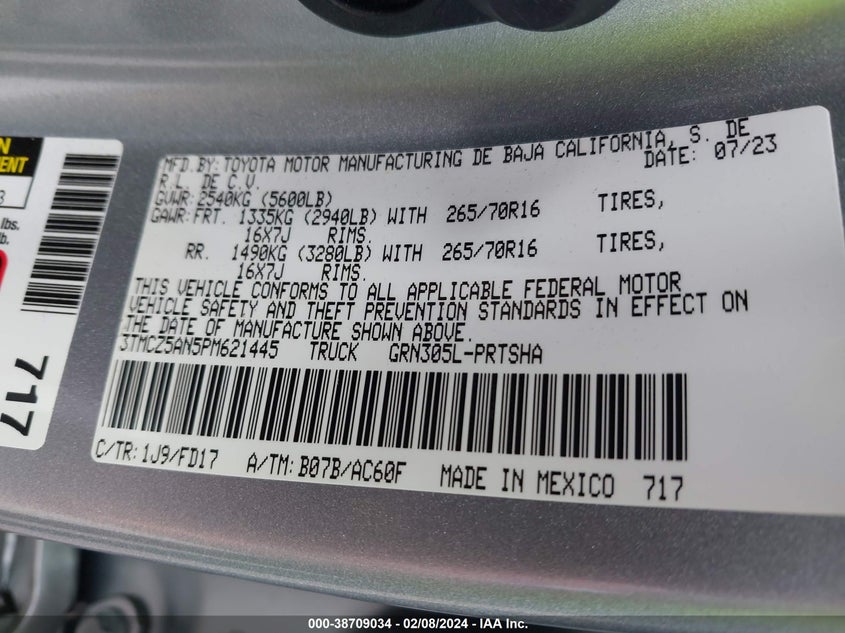 N
ENT
3
lbs.
b.
717
MFD.BY:TOYOTA MOTOR MANUFACTURING DE BAJA CALIFORNIA, S. DE
R.L. DE C.V. DATE: 07/23
GVWR:2540KG (5600LB)
GAWR:FRT. 1335KG (2940LB) WITH 265/70R16 TIRES,
16X7J RIMS.
RR. 1490KG (3280LB) WITH 265/70R16 TIRES,
16X7J RIMS.
THIS VEHICLE CONFORMS TO ALL APPLICABLE FEDERAL MOTOR
VEHICLE SAFETY AND THEFT PREVENTION STANDARDS IN EFFECT ON
THE DATE OF MANUFACTURE SHOWN ABOVE.
3TMCZ5AN5PM621445 TRUCK GRN305L-PRTSHA
C/TR:1J9/FD17 A/TM:B07B/AC60F MADE IN MEXICO 717
000-38709034 - 02/08/2024 - IAA Inc.